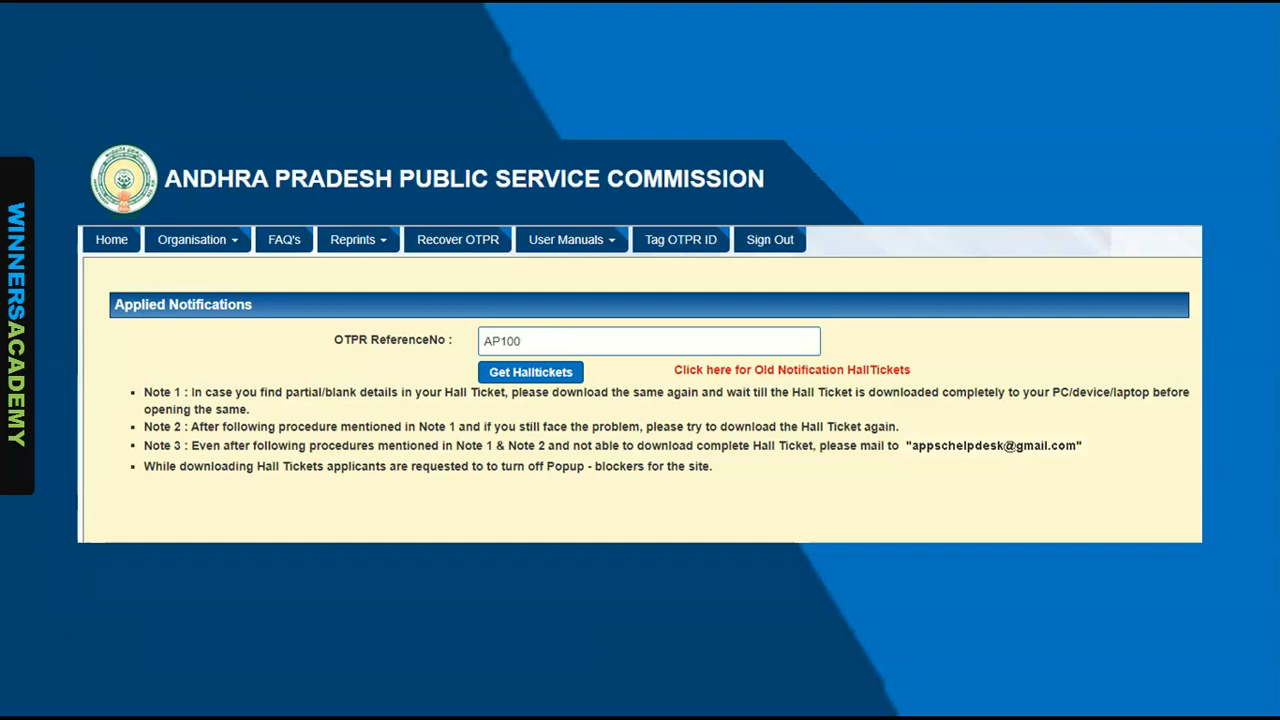 ANDHRA PRADESH PUBLIC SERVICE COMMISSION
Home Organisation FAQ's Reprints Recover OTPR User Manuals Tag OTPR ID Sign Out
Applied Notifications
OTPR ReferenceNo : AP100
Get Halltickets Click here for Old Notification HallTickets
Note 1 : In case you find partial/blank details in your Hall Ticket, please download the same again and wait till the Hall Ticket is downloaded completely to your PC/device/laptop before
opening the same.
Note 2 : After following procedure mentioned in Note 1 and if you still face the problem, please try to download the Hall Ticket again.
Note 3 : Even after following procedures mentioned in Note 1 & Note 2 and not able to download complete Hall Ticket, please mail to "appschelpdesk@gmail.com"
While downloading Hall Tickets applicants are requested to to turn off Popup - blockers for the site.
WINNERSACADEMY